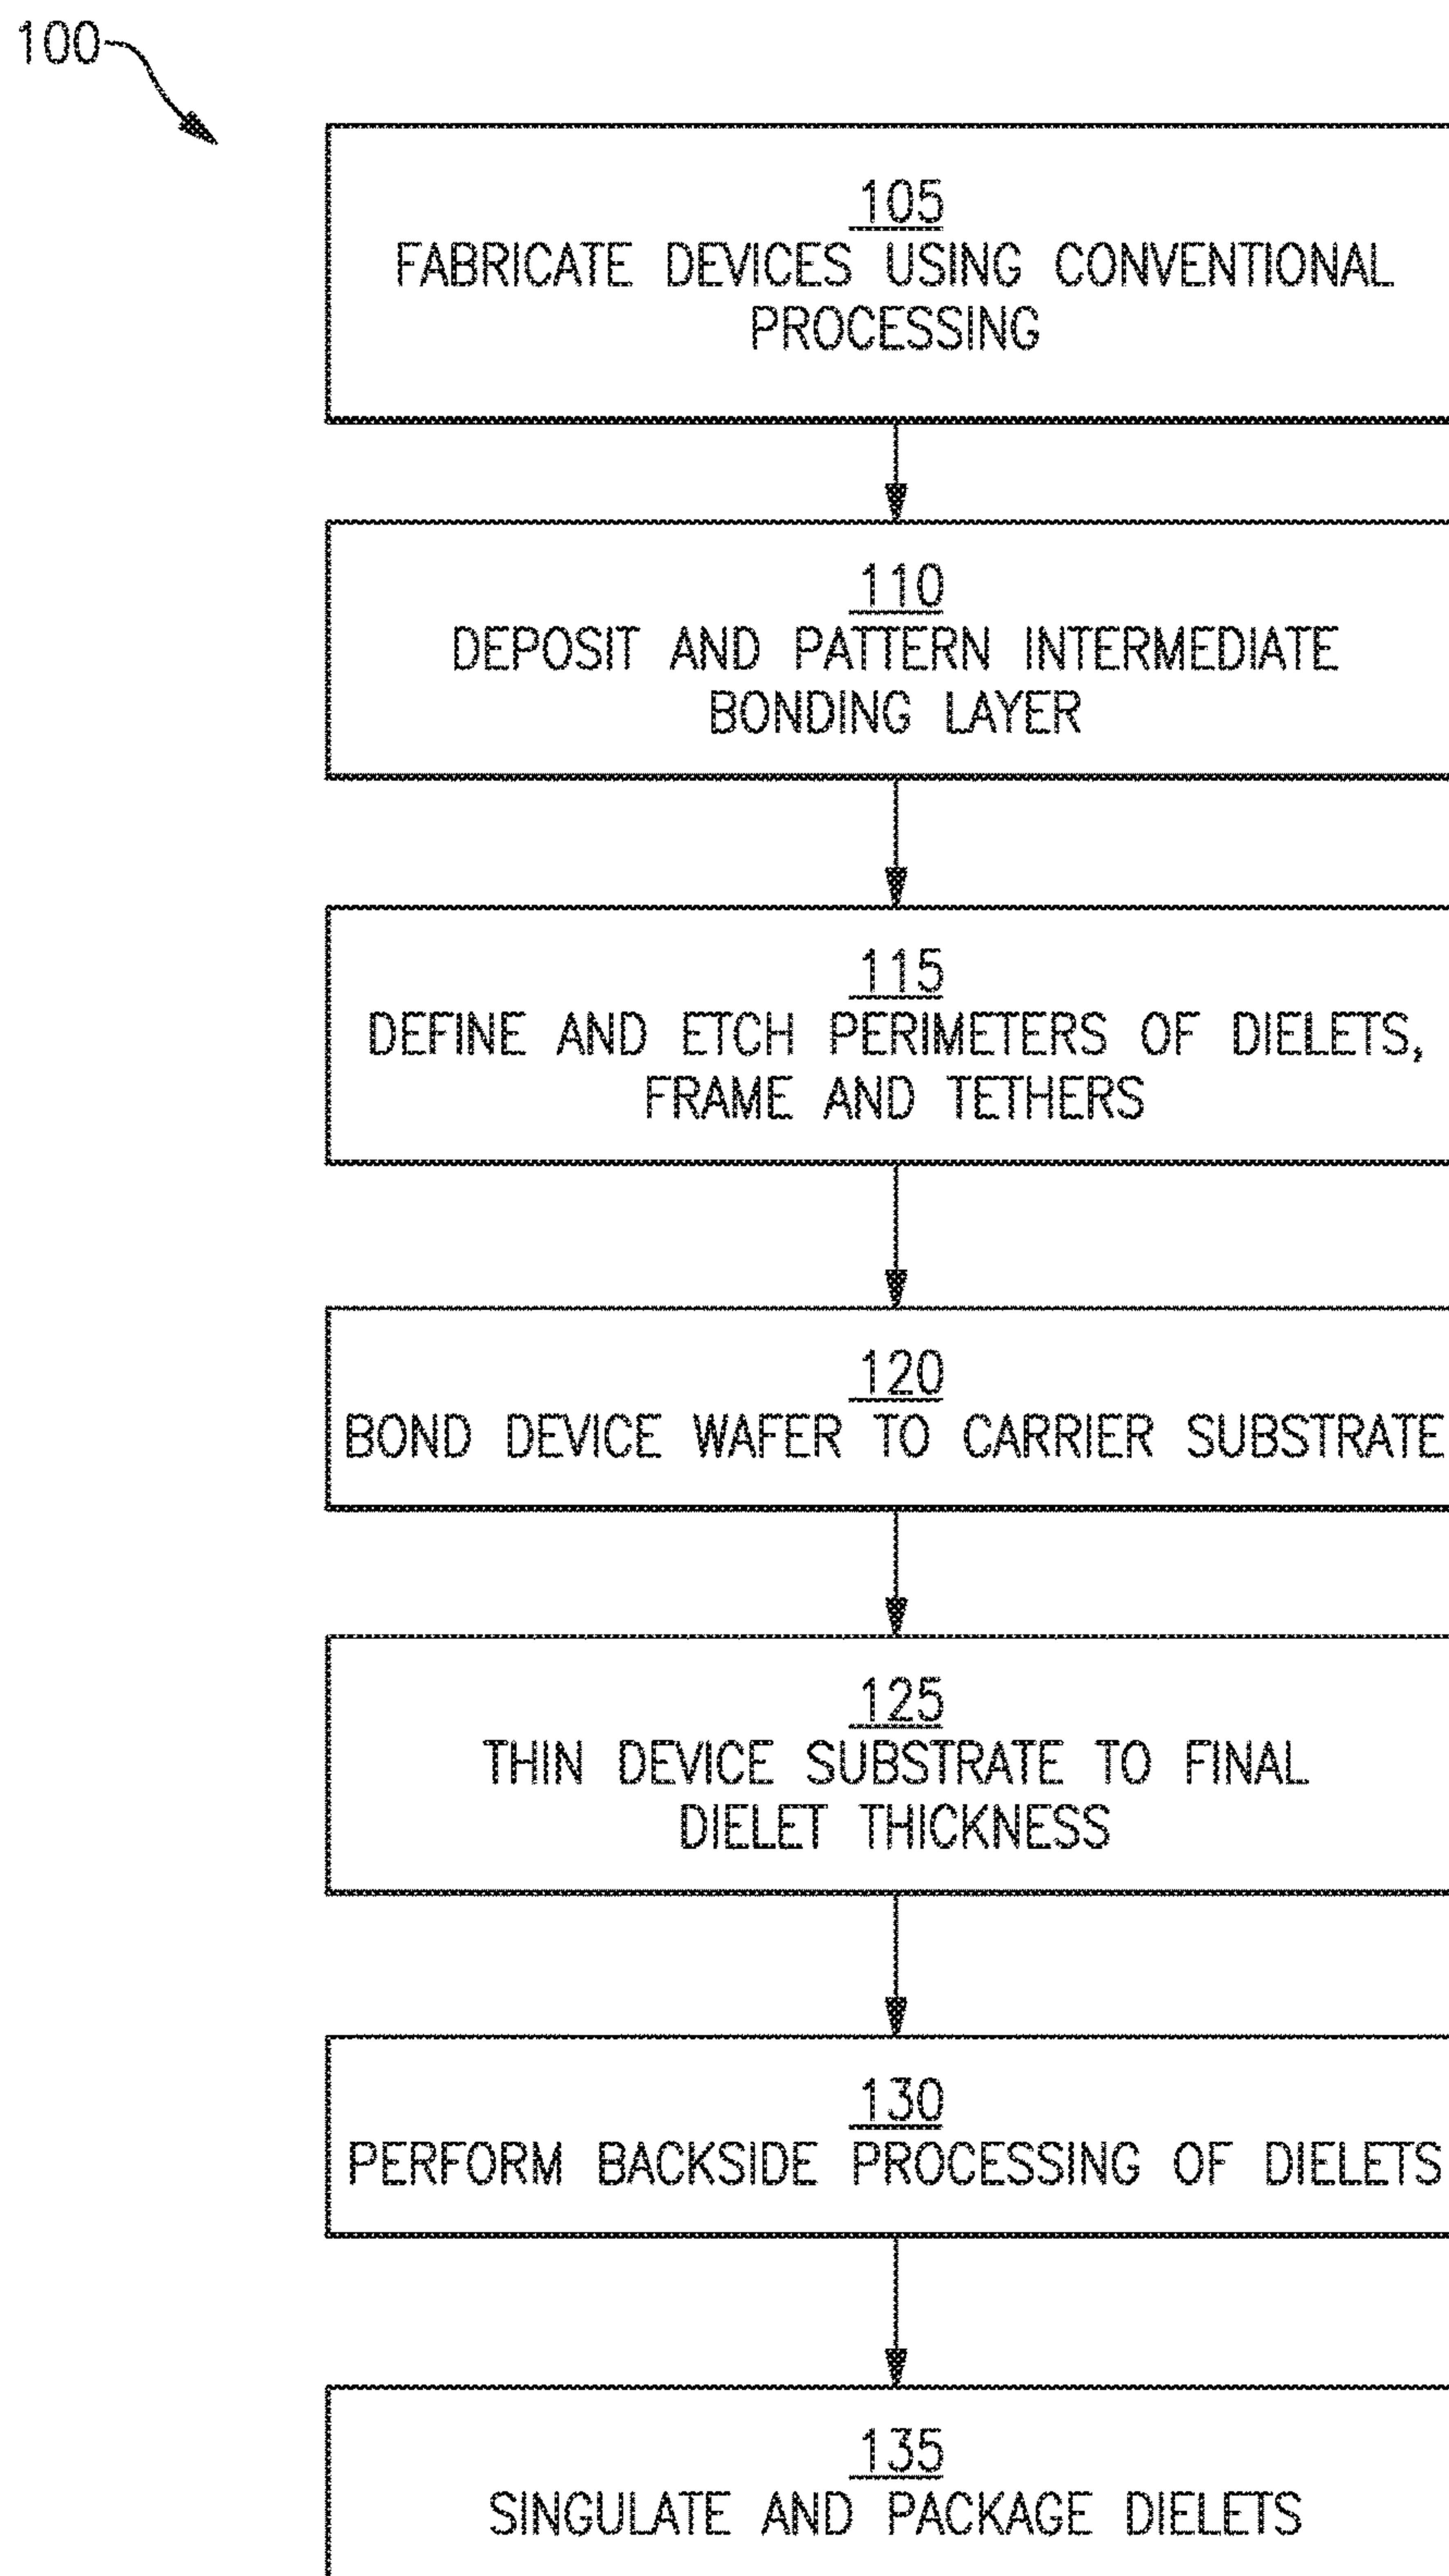 100
105
FABRICATE DEVICES USING CONVENTIONAL
PROCESSING
110
DEPOSIT AND PATTERN INTERMEDIATE
BONDING LAYER
115
DEFINE AND ETCH PERIMETERS OF DIELETS,
FRAME AND TETHERS
120
BOND DEVICE WAFER TO CARRIER SUBSTRATE
125
THIN DEVICE SUBSTRATE TO FINAL
DIELET THICKNESS
130
PERFORM BACKSIDE PROCESSING OF DIELETS
135
SINGULATE AND PACKAGE DIELETS